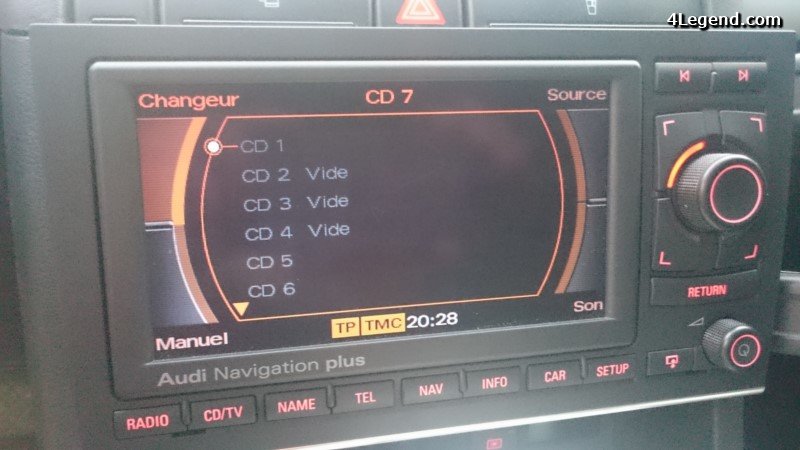 4Legend.com
Changeur CD 7 Source
CD 1
CD 2 Vide
CD 3 Vide
CD 4 Vide
CD 5
CD 6
Manuel TP TMC 20:28 Son
Audi Navigation plus
RETURN
RADIO CD/TV NAME TEL NAV INFO CAR SETUP